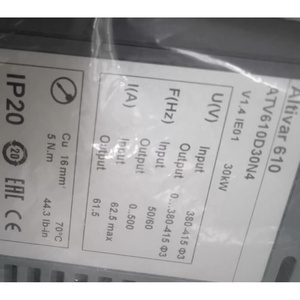 Altivar 610
ATV610D30N4
V1.4 IE01 30kW
U(V) Input 380-415 Φ3
Output 0...380-415 Φ3
F(Hz) Input 50/60
Output 0...500
I(A) Input 62.5 max
Output 61.5
Cu 16mm² 70°C
5 N.m 44.3 lb-in
IP20
20
EAC CE